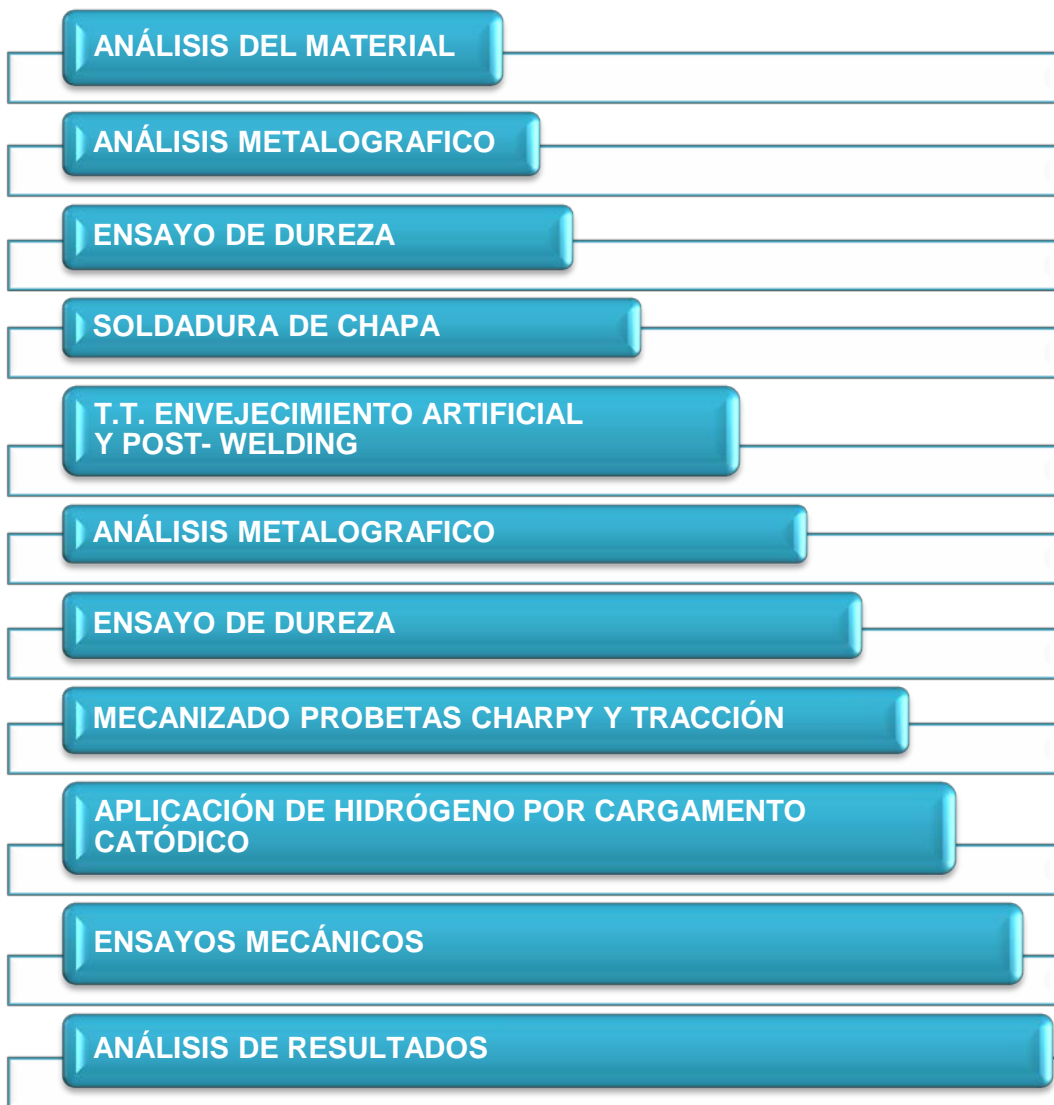 ANÁLISIS DEL MATERIAL
ANÁLISIS METALOGRAFICO
ENSAYO DE DUREZA
SOLDADURA DE CHAPA
T.T. ENVEJECIMIENTO ARTIFICIAL
Y POST- WELDING
ANÁLISIS METALOGRAFICO
ENSAYO DE DUREZA
MECANIZADO PROBETAS CHARPY Y TRACCIÓN
APLICACIÓN DE HIDRÓGENO POR CARGAMENTO
CATÓDICO
ENSAYOS MECÁNICOS
ANÁLISIS DE RESULTADOS